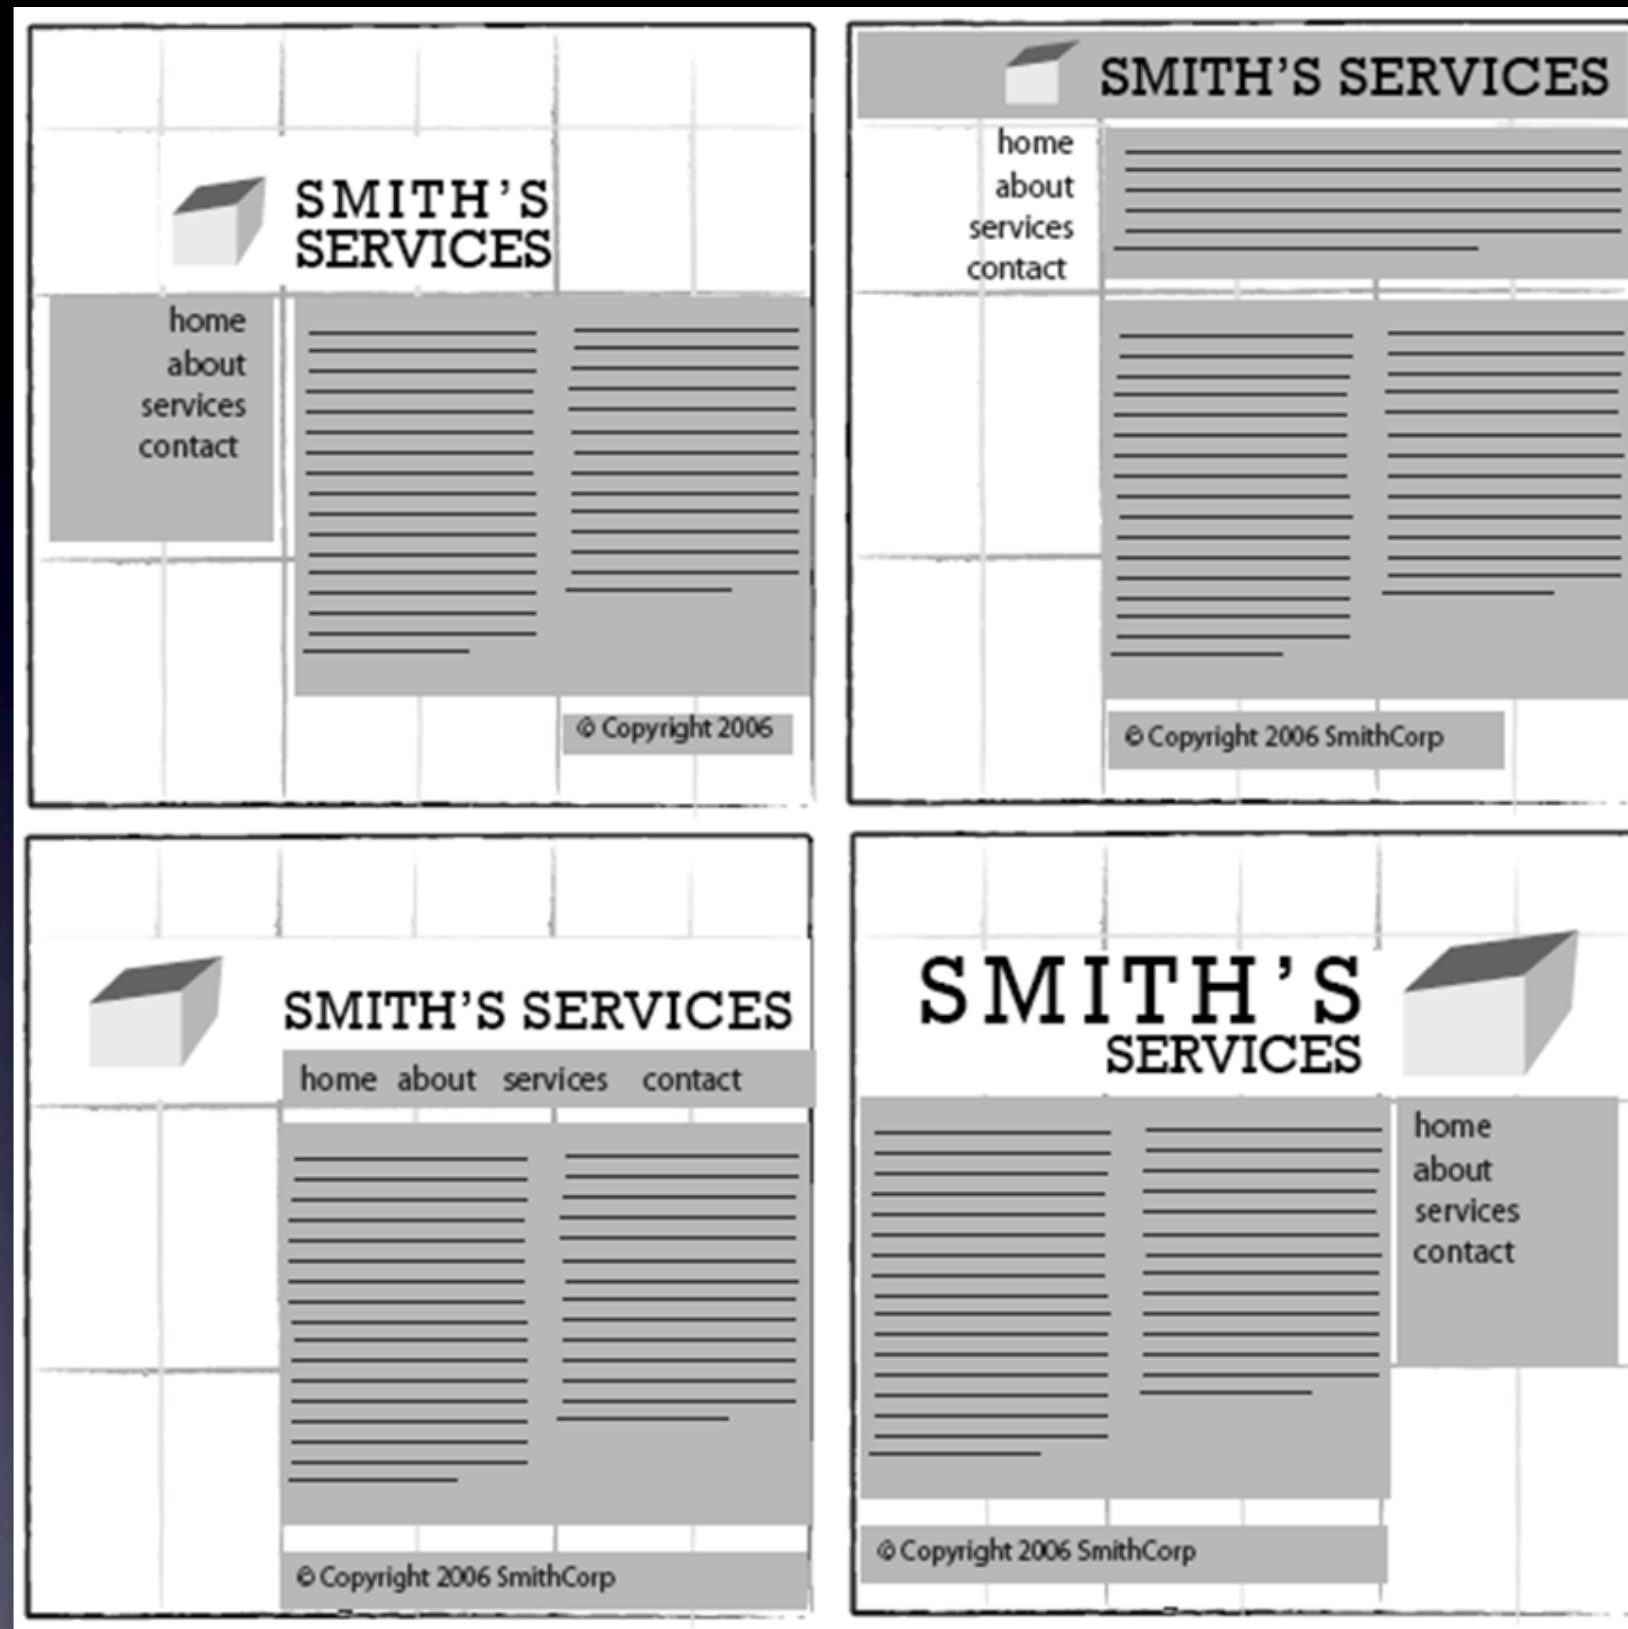 SMITH'S
SERVICES
home
about
services
contact
© Copyright 2006
SMITH'S SERVICES
home
about
services
contact
© Copyright 2006 SmithCorp
SMITH'S SERVICES
home about services contact
© Copyright 2006 SmithCorp
SMITH'S
SERVICES
home
about
services
contact
© Copyright 2006 SmithCorp